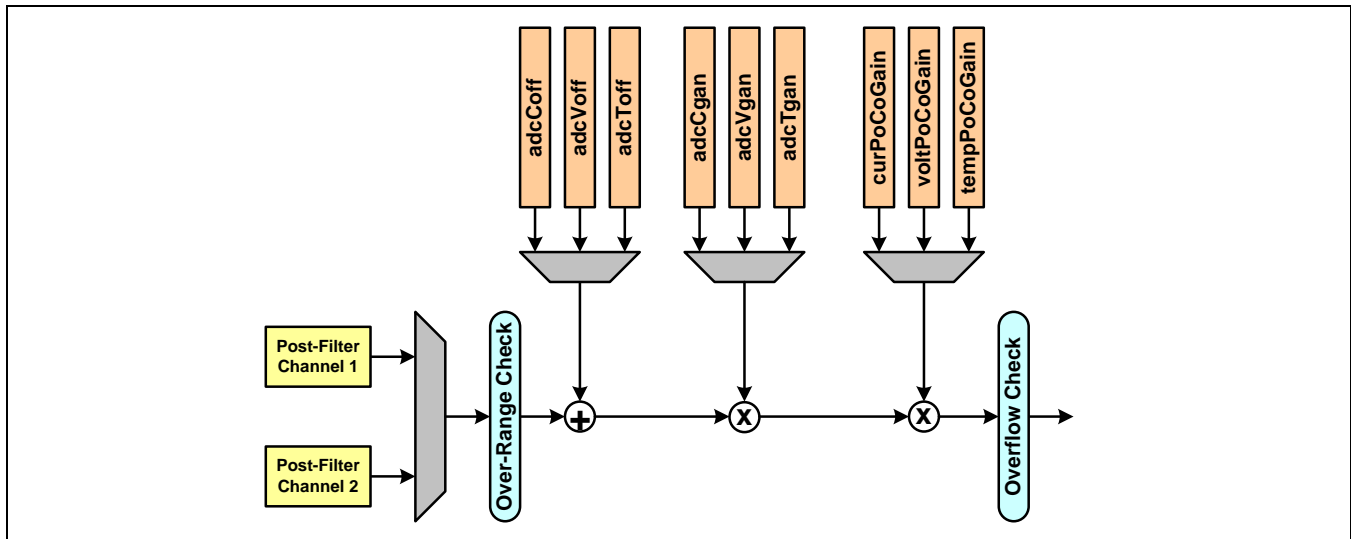 adcCoff
adcVoff
adcToff
adcCgan
adcVgan
adcTgan
curPoCoGain
voltPoCoGain
tempPoCoGain
Post-Filter
Channel 1
Post-Filter
Channel 2
Over-Range Check
+
X
X
Overflow Check